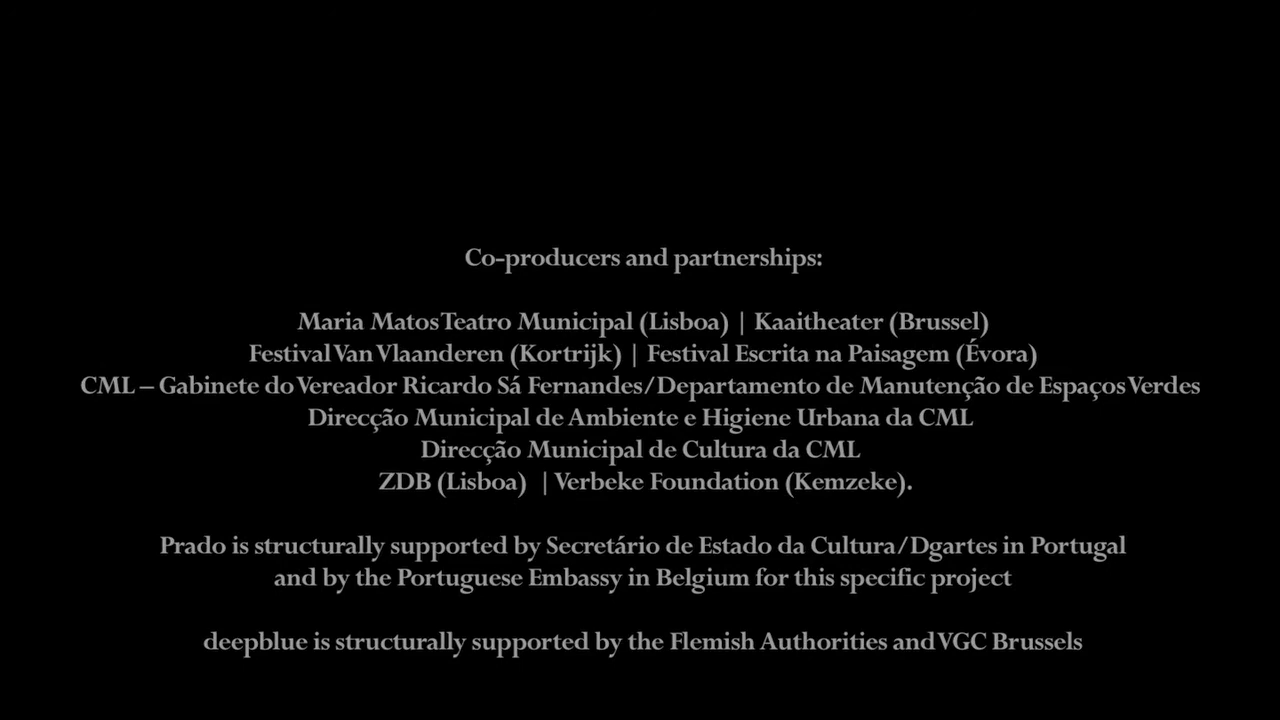 Co-producers and partnerships:
Maria Matos Teatro Municipal (Lisboa) | Kaaitheater (Brussel)
Festival Van Vlaanderen (Kortrijk) | Festival Escrita na Paisagem (Évora)
CML – Gabinete do Vereador Ricardo Sá Fernandes/Departamento de Manutenção de Espaços Verdes
Direcção Municipal de Ambiente e Higiene Urbana da CML
Direcção Municipal de Cultura da CML
ZDB (Lisboa) | Verbeke Foundation (Kemzeke).
Prado is structurally supported by Secretário de Estado da Cultura/Dgartes in Portugal
and by the Portuguese Embassy in Belgium for this specific project
deepblue is structurally supported by the Flemish Authorities and VGC Brussels